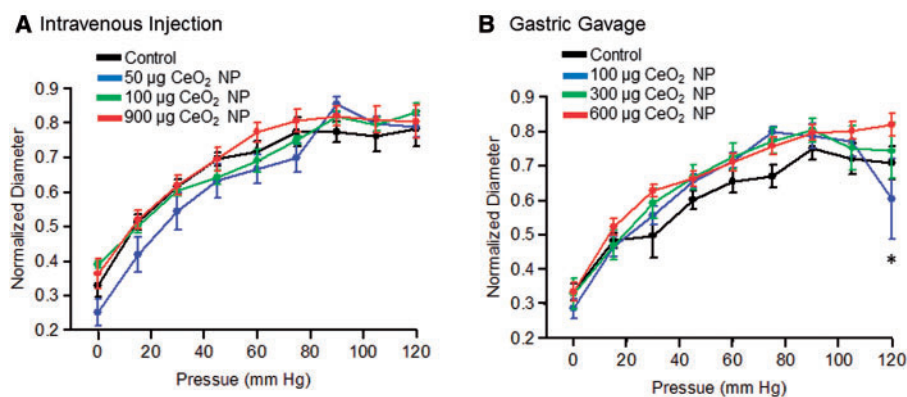 A Intravenous Injection
Control
50 µg CeO₂ NP
100 µg CeO₂ NP
900 µg CeO₂ NP
Normalized Diameter
0.9
0.8
0.7
0.6
0.5
0.4
0.3
0.2
0 20 40 60 80 100 120
Pressue (mm Hg)
B Gastric Gavage
Control
100 µg CeO₂ NP
300 µg CeO₂ NP
600 µg CeO₂ NP
Normalized Diameter
0.9
0.8
0.7
0.6
0.5
0.4
0.3
0.2
*
0 20 40 60 80 100 120
Pressue (mm Hg)